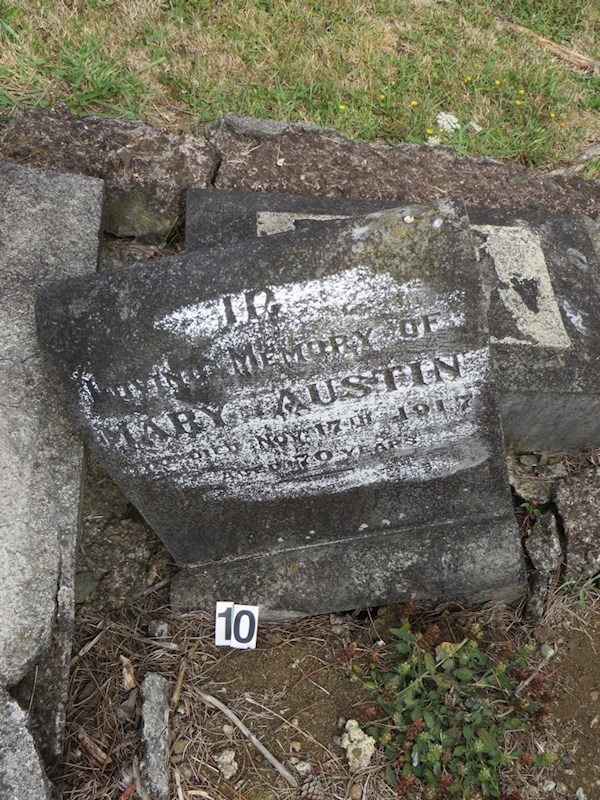 IN
LOVING MEMORY OF
MARY AUSTIN
DIED NOV. 17TH 1917
AGED 70 YEARS
10